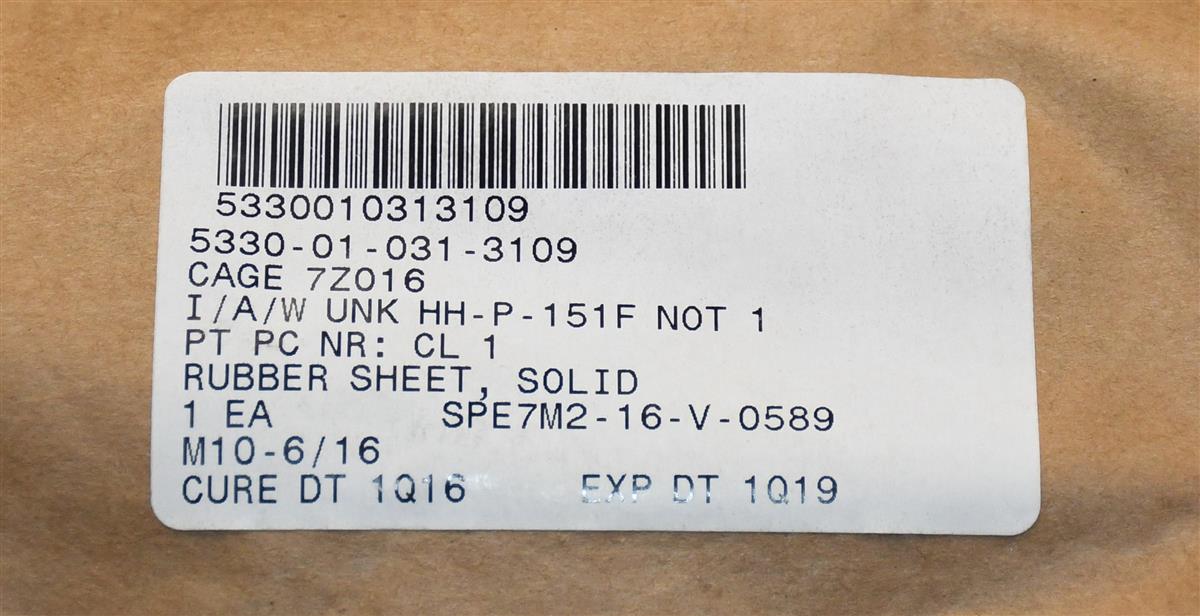 5330010313109
5330-01-031-3109
CAGE 7Z016
I/A/W UNK HH-P-151F NOT 1
PT PC NR: CL 1
RUBBER SHEET, SOLID
1 EA SPE7M2-16-V-0589
M10-6/16
CURE DT 1Q16 EXP DT 1Q19